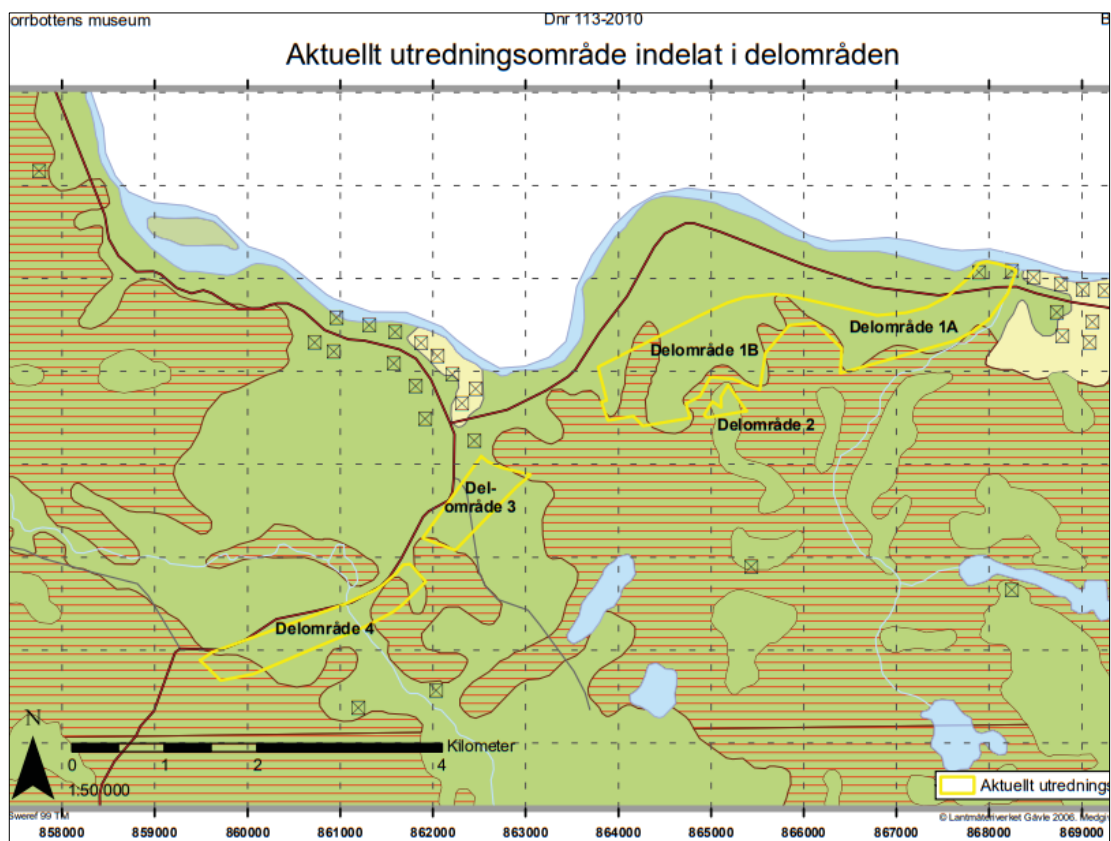 orrbottens museum
Dnr 113-2010
B
Aktuellt utredningsområde indelat i delområden
Delområde 1A
Delområde 1B
Delområde 2
Del-
område 3
Delområde 4
N
Kilometer
0 1 2 4
1:50 000
Aktuellt utrednings
Sweref 99 TM
© Lantmäteriverket Gävle 2006. Medgiv
858000 859000 860000 861000 862000 863000 864000 865000 866000 867000 868000 869000